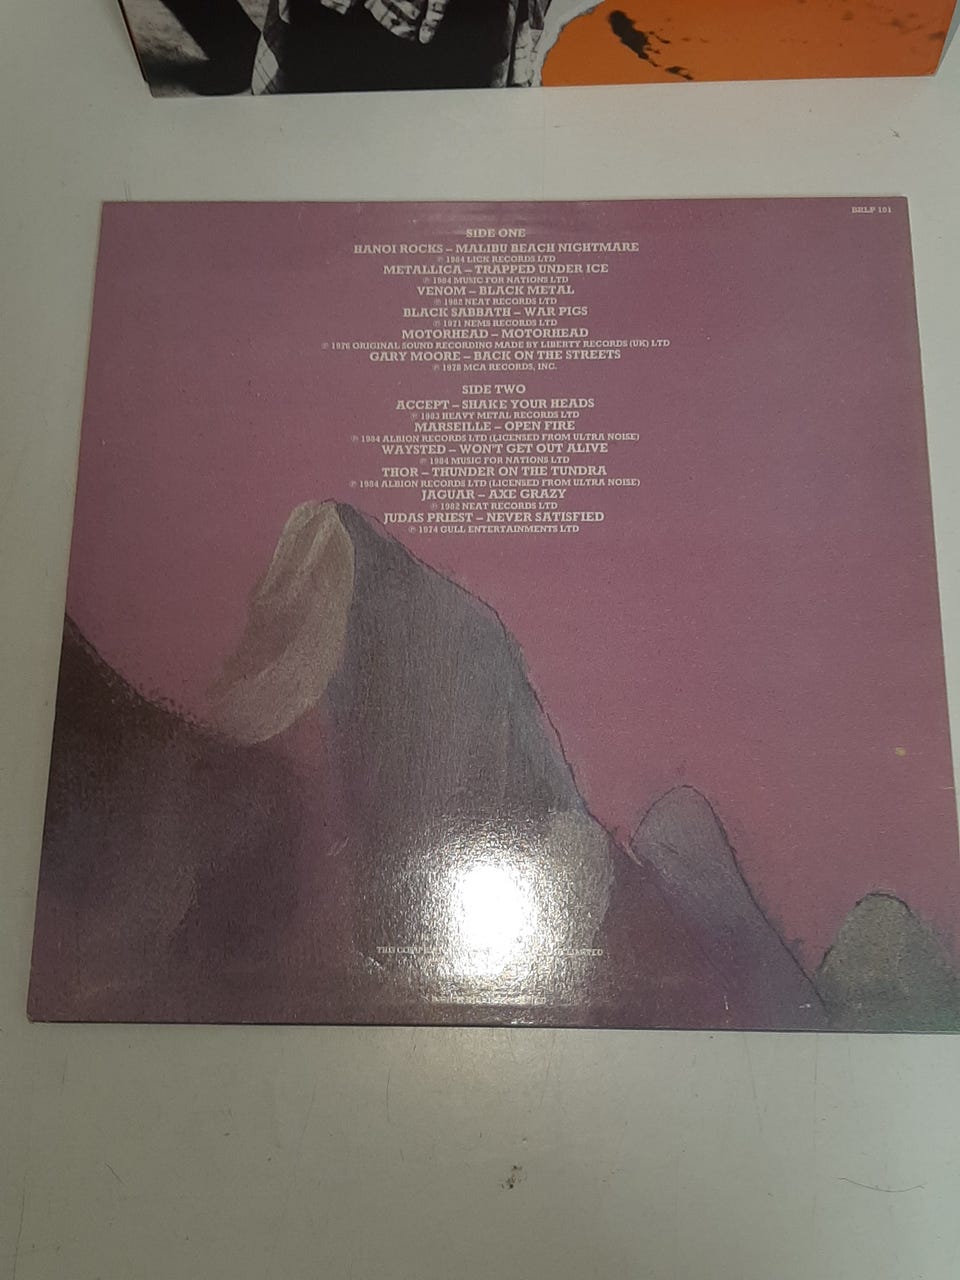 BRLP 101
SIDE ONE
HANOI ROCKS – MALIBU BEACH NIGHTMARE
℗ 1984 LICK RECORDS LTD
METALLICA – TRAPPED UNDER ICE
℗ 1984 MUSIC FOR NATIONS LTD
VENOM – BLACK METAL
℗ 1982 NEAT RECORDS LTD
BLACK SABBATH – WAR PIGS
℗ 1971 NEMS RECORDS LTD
MOTORHEAD – MOTORHEAD
℗ 1976 ORIGINAL SOUND RECORDING MADE BY LIBERTY RECORDS (UK) LTD
GARY MOORE – BACK ON THE STREETS
℗ 1978 MCA RECORDS, INC.
SIDE TWO
ACCEPT – SHAKE YOUR HEADS
℗ 1983 HEAVY METAL RECORDS LTD
MARSEILLE – OPEN FIRE
℗ 1984 ALBION RECORDS LTD (LICENSED FROM ULTRA NOISE)
WAYSTED – WON'T GET OUT ALIVE
℗ 1984 MUSIC FOR NATIONS LTD
THOR – THUNDER ON THE TUNDRA
℗ 1984 ALBION RECORDS LTD (LICENSED FROM ULTRA NOISE)
JAGUAR – AXE GRAZY
℗ 1982 NEAT RECORDS LTD
JUDAS PRIEST – NEVER SATISFIED
℗ 1974 GULL ENTERTAINMENTS LTD
THIS